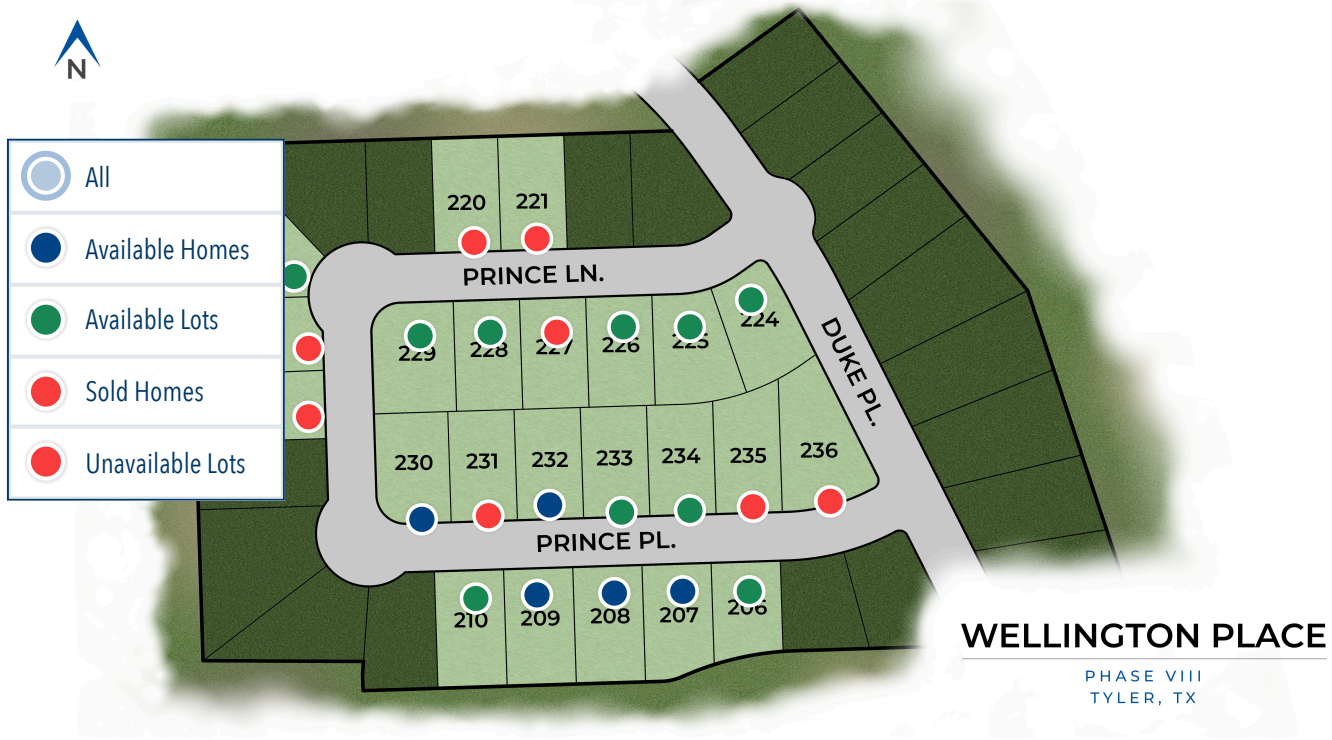 N
All
Available Homes
Available Lots
Sold Homes
Unavailable Lots
220 221
PRINCE LN.
229 228 227 226 225 224
DUKE PL.
230 231 232 233 234 235 236
PRINCE PL.
210 209 208 207 206
WELLINGTON PLACE
PHASE VIII
TYLER, TX